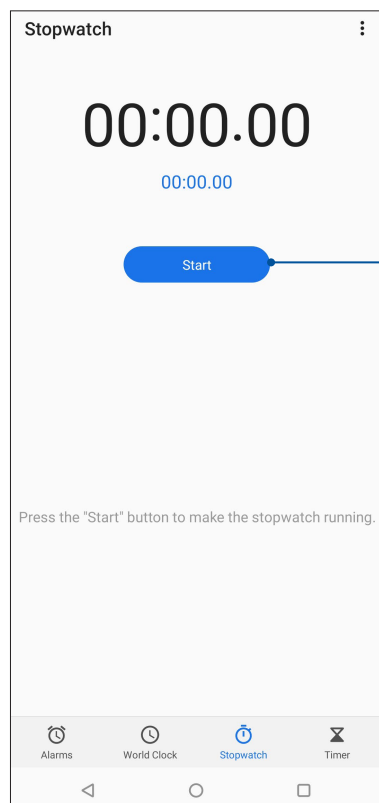 Stopwatch
00:00.00
00:00.00
Start
Press the "Start" button to make the stopwatch running.
Alarms World Clock Stopwatch Timer